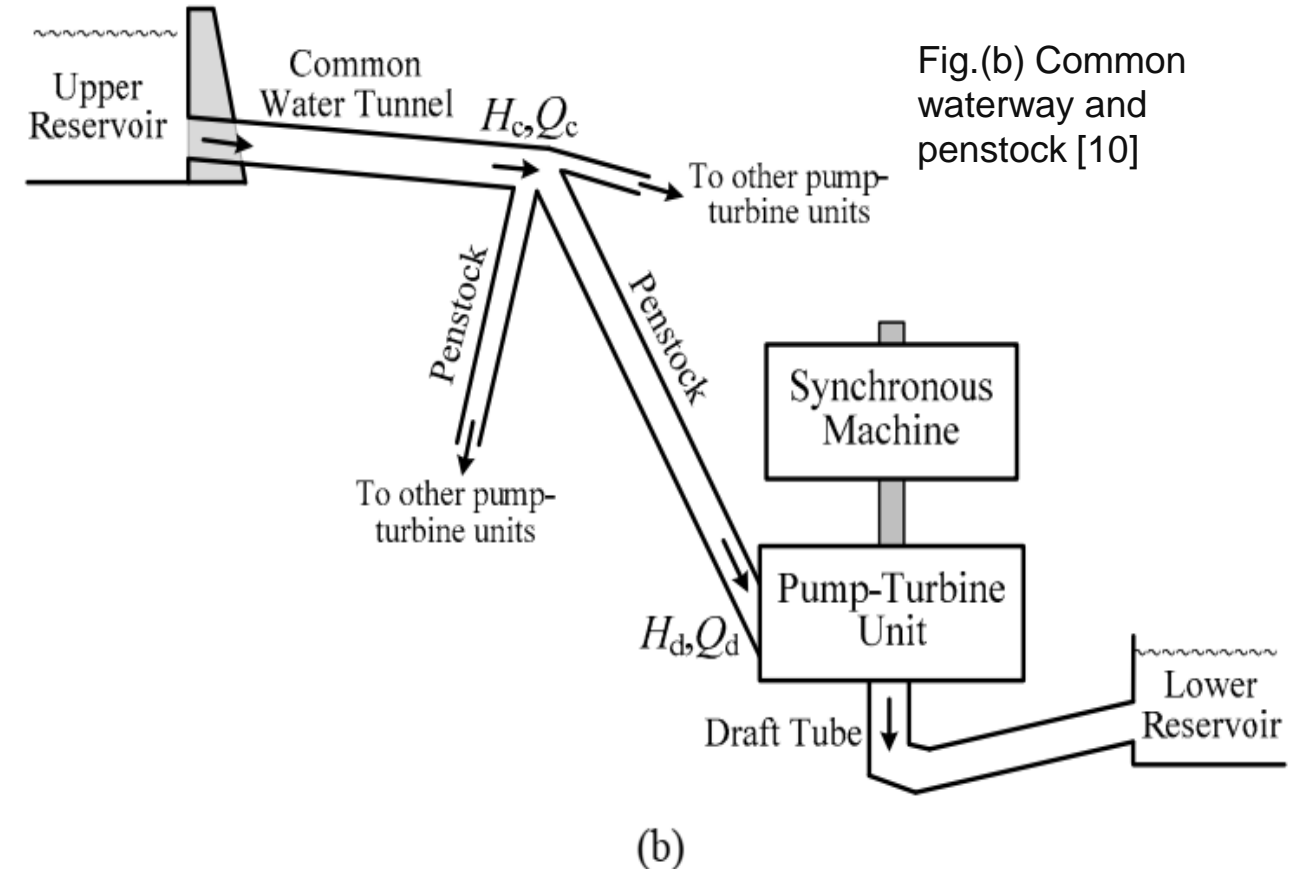 Upper
Reservoir
Common
Water Tunnel
Hc,Qc
Fig.(b) Common
waterway and
penstock [10]
To other pump-
turbine units
Penstock
To other pump-
turbine units
Penstock
Synchronous
Machine
Pump-Turbine
Unit
Hd,Qd
Draft Tube
Lower
Reservoir
(b)